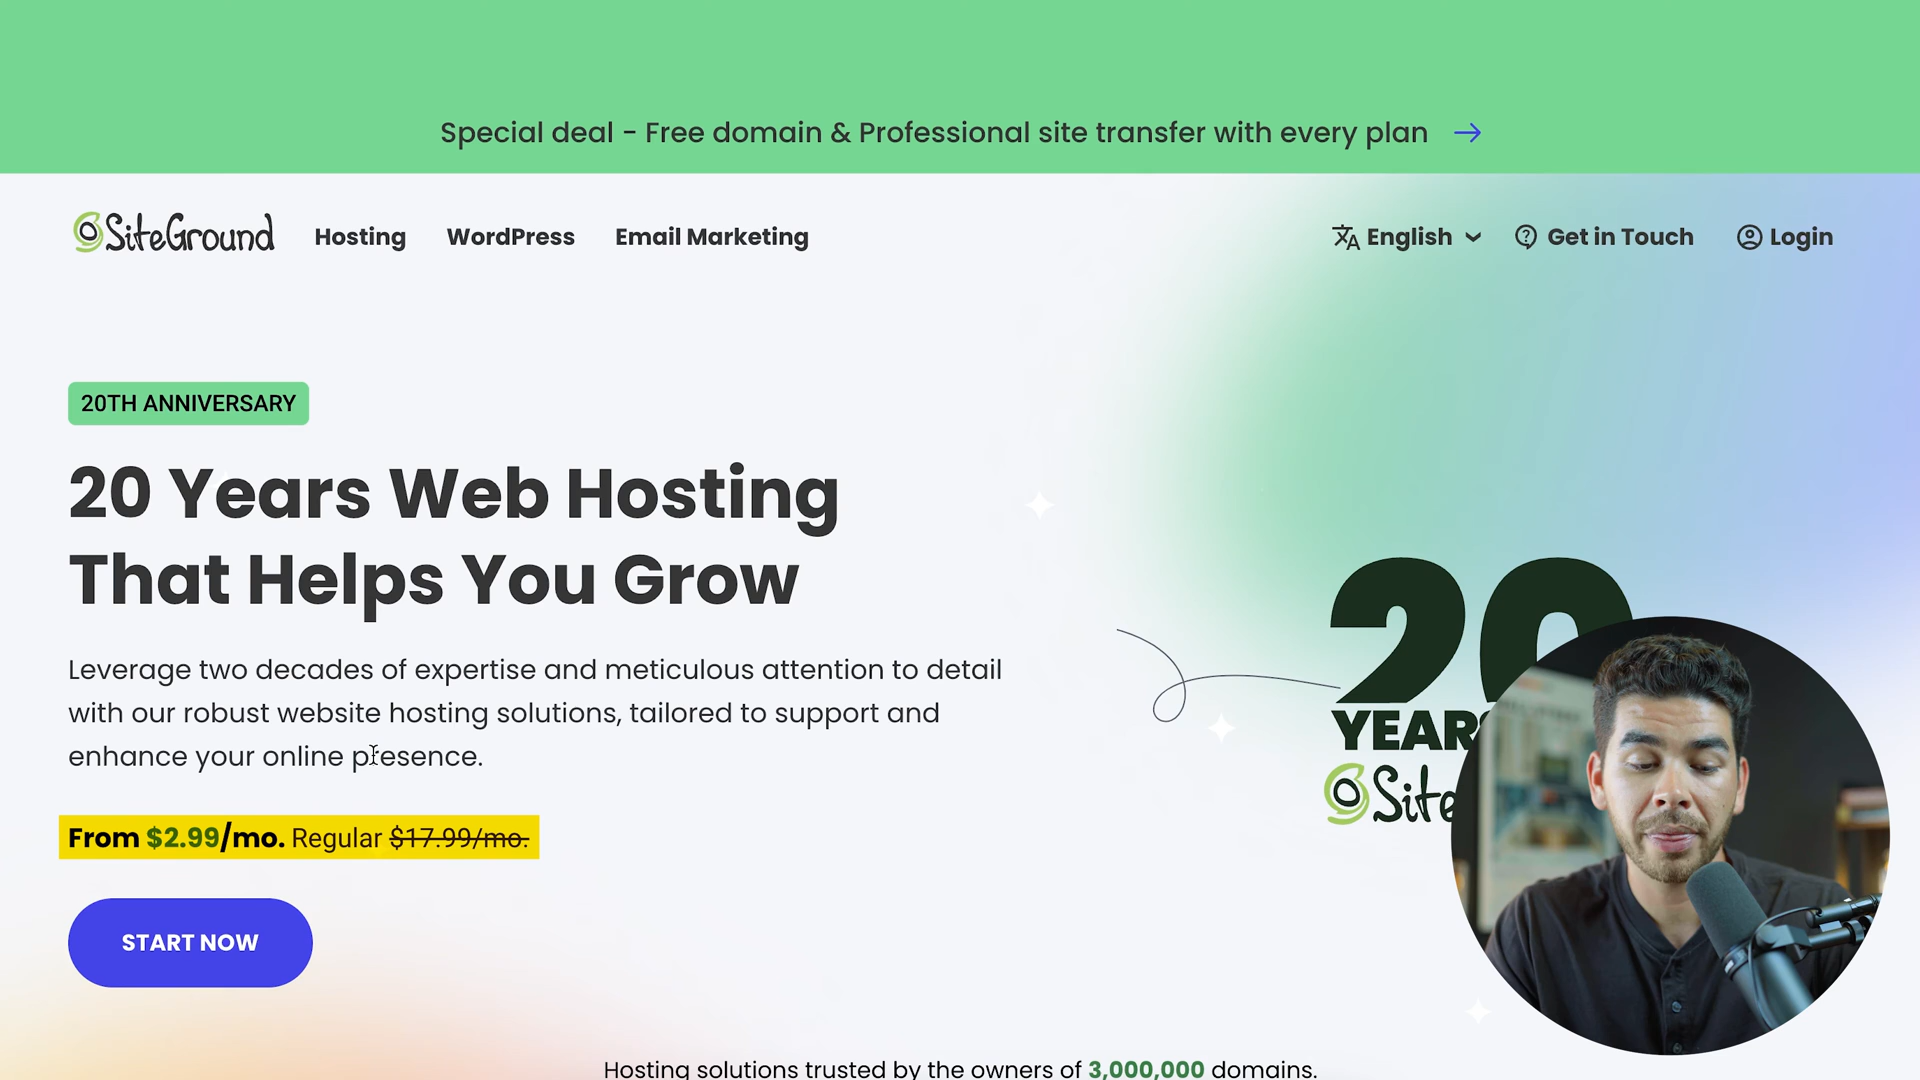 Special deal - Free domain & Professional site transfer with every plan
SiteGround
Hosting
WordPress
Email Marketing
English
Get in Touch
Login
20TH ANNIVERSARY
20 Years Web Hosting
That Helps You Grow
Leverage two decades of expertise and meticulous attention to detail
with our robust website hosting solutions, tailored to support and
enhance your online presence.
From $2.99/mo. Regular $17.99/mo.
START NOW
20
YEARS
Site
Hosting solutions trusted by the owners of 3,000,000 domains.